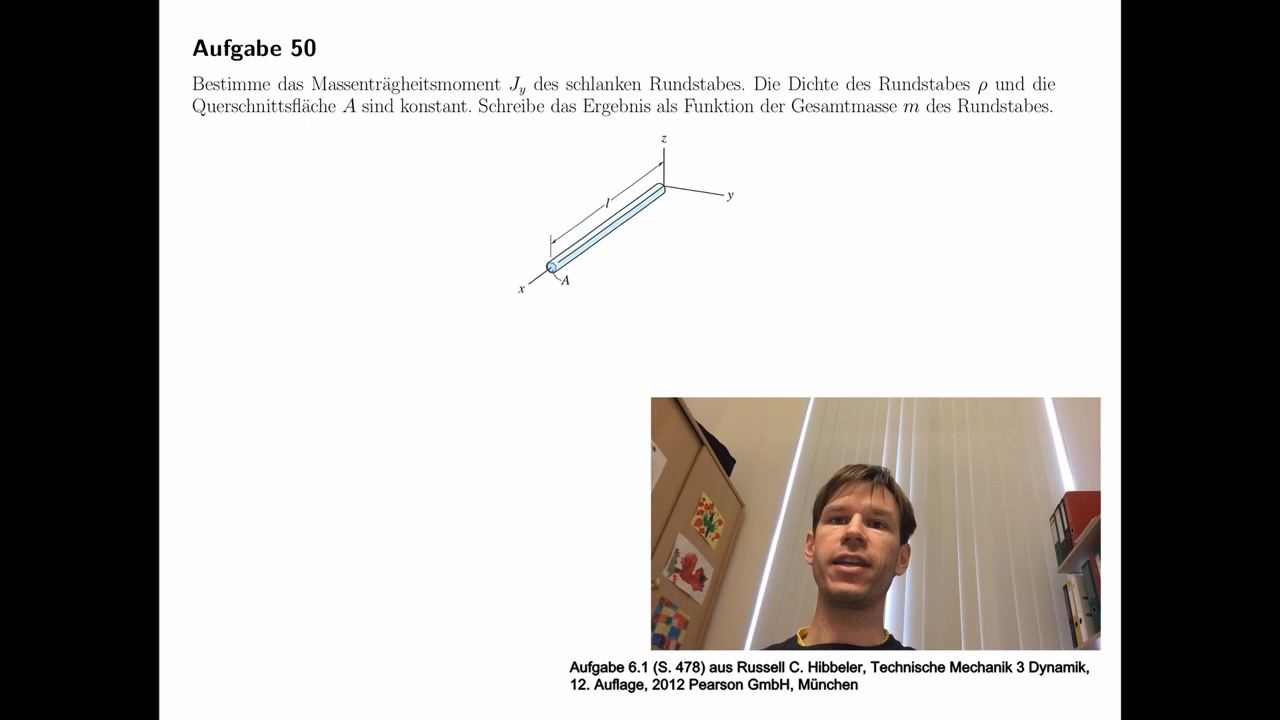 Aufgabe 50
Bestimme das Massenträgheitsmoment J_y des schlanken Rundstabes. Die Dichte des Rundstabes ρ und die
Querschnittsfläche A sind konstant. Schreibe das Ergebnis als Funktion der Gesamtmasse m des Rundstabes.
z
y
l
A
x
Aufgabe 6.1 (S. 478) aus Russell C. Hibbeler, Technische Mechanik 3 Dynamik,
12. Auflage, 2012 Pearson GmbH, München